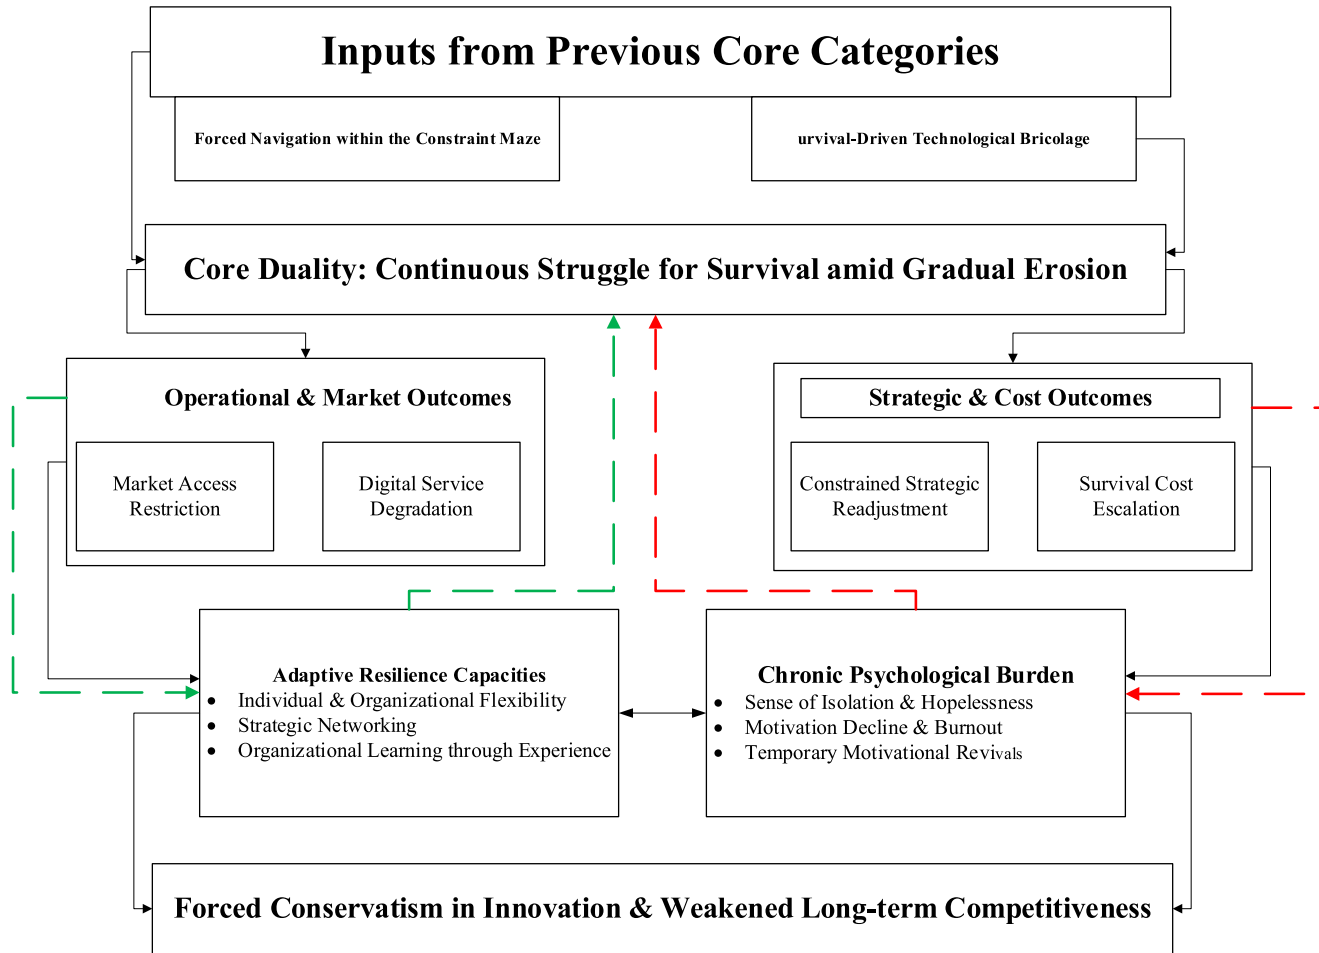 Inputs from Previous Core Categories
Forced Navigation within the Constraint Maze
urvival-Driven Technological Bricolage
Core Duality: Continuous Struggle for Survival amid Gradual Erosion
Operational & Market Outcomes
Market Access
Restriction
Digital Service
Degradation
Strategic & Cost Outcomes
Constrained Strategic
Readjustment
Survival Cost
Escalation
Adaptive Resilience Capacities
• Individual & Organizational Flexibility
• Strategic Networking
• Organizational Learning through Experience
Chronic Psychological Burden
• Sense of Isolation & Hopelessness
• Motivation Decline & Burnout
• Temporary Motivational Revivals
Forced Conservatism in Innovation & Weakened Long-term Competitiveness